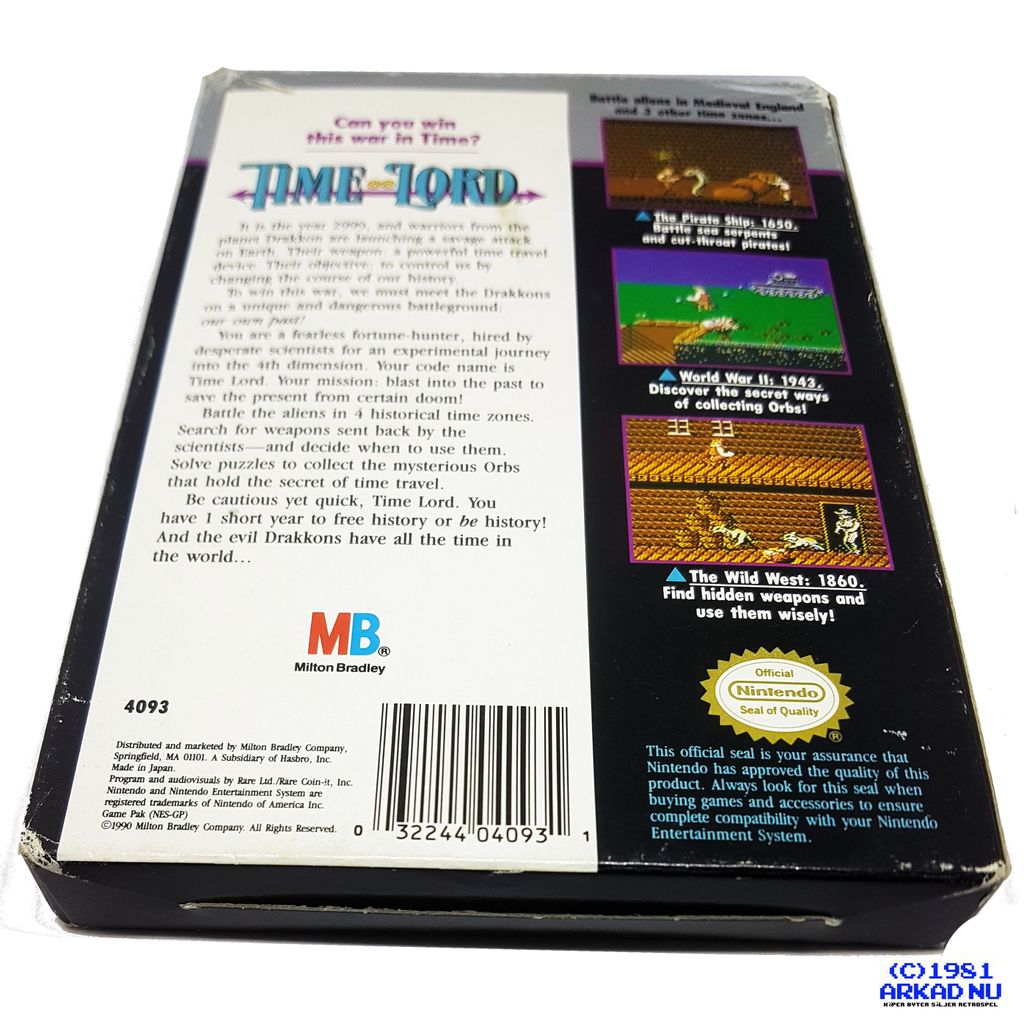 Can you win
this war in Time?
TIME LORD
It is the year 2999, and warriors from the
planet Drakkon are launching a savage attack
on Earth. Their weapon: a powerful time travel
device. Their objective: to control us by
changing the course of our history.
To win this war, we must meet the Drakkons
on a unique and dangerous battleground:
our own past!
You are a fearless fortune-hunter, hired by
desperate scientists for an experimental journey
into the 4th dimension. Your code name is
Time Lord. Your mission: blast into the past to
save the present from certain doom!
Battle the aliens in 4 historical time zones.
Search for weapons sent back by the
scientists—and decide when to use them.
Solve puzzles to collect the mysterious Orbs
that hold the secret of time travel.
Be cautious yet quick, Time Lord. You
have 1 short year to free history or be history!
And the evil Drakkons have all the time in
the world...
MB®
Milton Bradley
4093
Distributed and marketed by Milton Bradley Company,
Springfield, MA 01101. A Subsidiary of Hasbro, Inc.
Made in Japan.
Program and audiovisuals by Rare Ltd./Rare Coin-it, Inc.
Nintendo and Nintendo Entertainment System are
registered trademarks of Nintendo of America Inc.
Game Pak (NES-GP)
©1990 Milton Bradley Company. All Rights Reserved.
0 32244 04093 1
Battle aliens in Medieval England
and 3 other time zones...
The Pirate Ship: 1650.
Battle sea serpents
and cut-throat pirates!
World War II: 1943.
Discover the secret ways
of collecting Orbs!
The Wild West: 1860.
Find hidden weapons and
use them wisely!
Official
Nintendo
Seal of Quality
®
This official seal is your assurance that
Nintendo has approved the quality of this
product. Always look for this seal when
buying games and accessories to ensure
complete compatibility with your Nintendo
Entertainment System.
(C)1981
ARKAD NU
KÖPER BYTER SÄLJER RETROSPEL